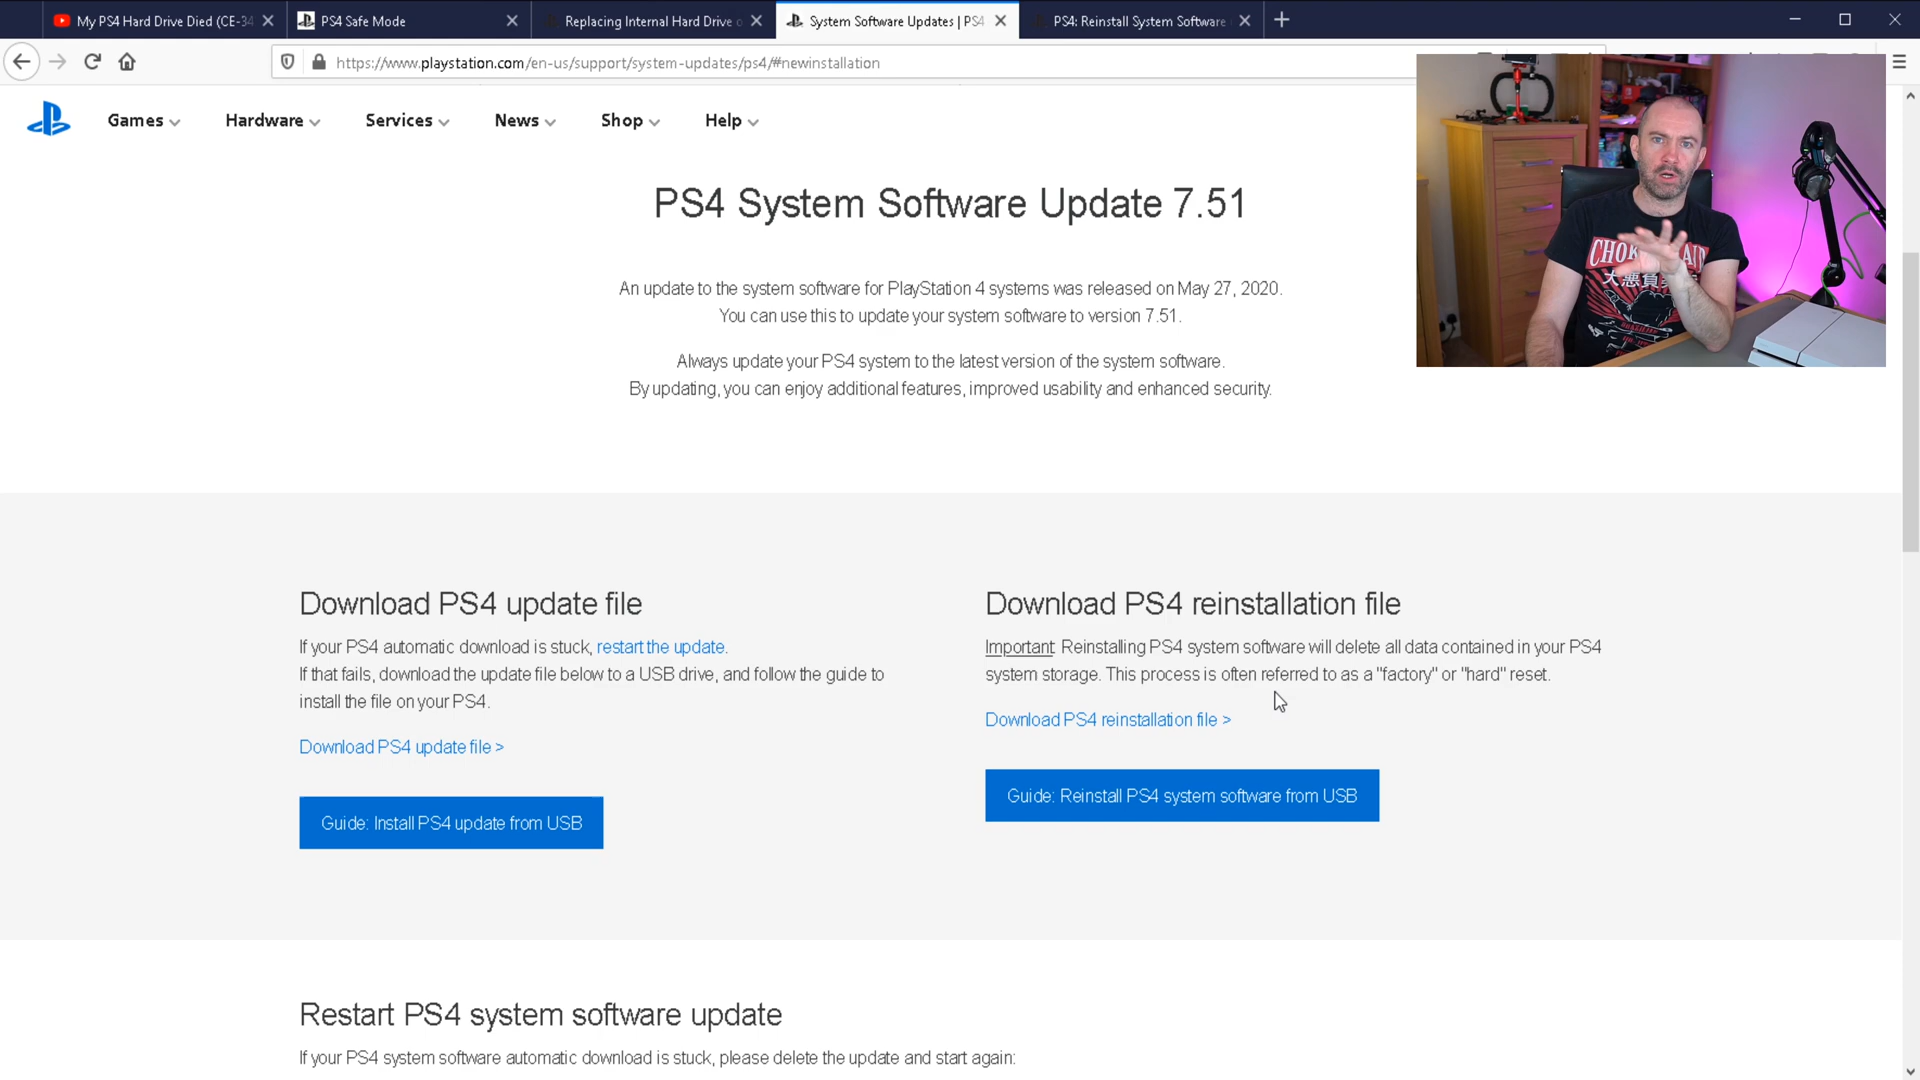 My PS4 Hard Drive Died (CE-34
PS4 Safe Mode
Replacing Internal Hard Drive o
System Software Updates | PS4
PS4: Reinstall System Software
https://www.playstation.com/en-us/support/system-updates/ps4/#newinstallation
Games
Hardware
Services
News
Shop
Help
PS4 System Software Update 7.51
An update to the system software for PlayStation 4 systems was released on May 27, 2020.
You can use this to update your system software to version 7.51.
Always update your PS4 system to the latest version of the system software.
By updating, you can enjoy additional features, improved usability and enhanced security.
大悪負
Download PS4 update file
If your PS4 automatic download is stuck, restart the update.
If that fails, download the update file below to a USB drive, and follow the guide to
install the file on your PS4.
Download PS4 update file >
Guide: Install PS4 update from USB
Download PS4 reinstallation file
Important: Reinstalling PS4 system software will delete all data contained in your PS4
system storage. This process is often referred to as a "factory" or "hard" reset.
Download PS4 reinstallation file >
Guide: Reinstall PS4 system software from USB
Restart PS4 system software update
If your PS4 system software automatic download is stuck, please delete the update and start again: